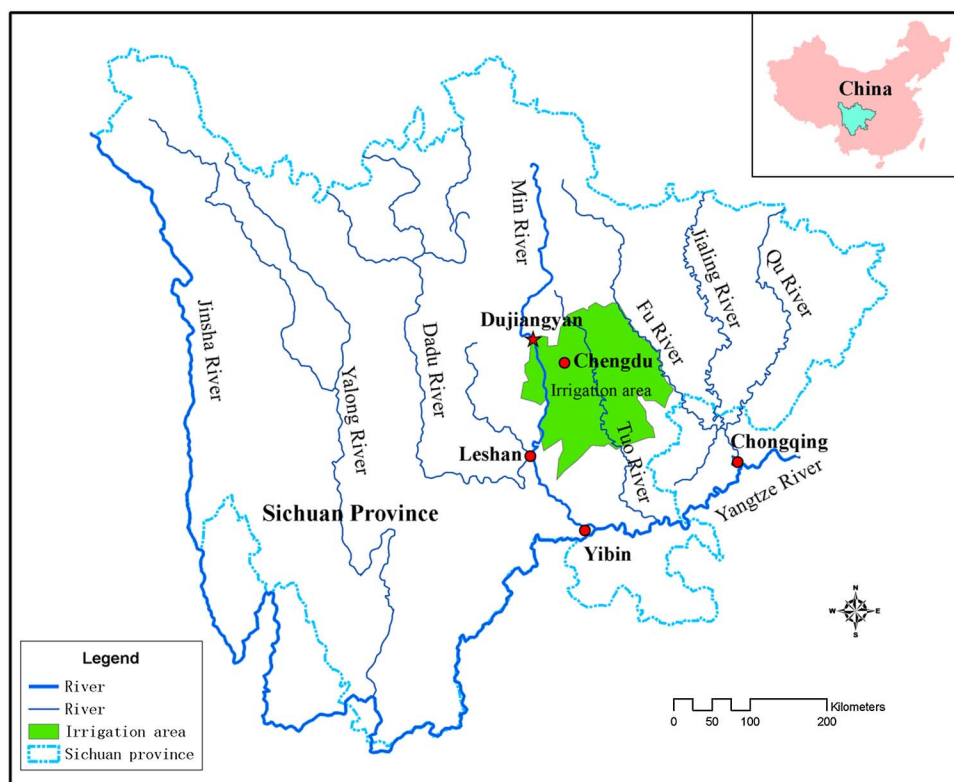 China
Min River
Jialing River
Qu River
Jinsha River
Dujiangyan
Fu River
Dadu River
Yalong River
Chengdu
Irrigation area
Tuo River
Leshan
Chongqing
Yangtze River
Sichuan Province
Yibin
N
W E
S
Legend
River
River
Irrigation area
Sichuan province
0 25 50 100 200
Kilometers